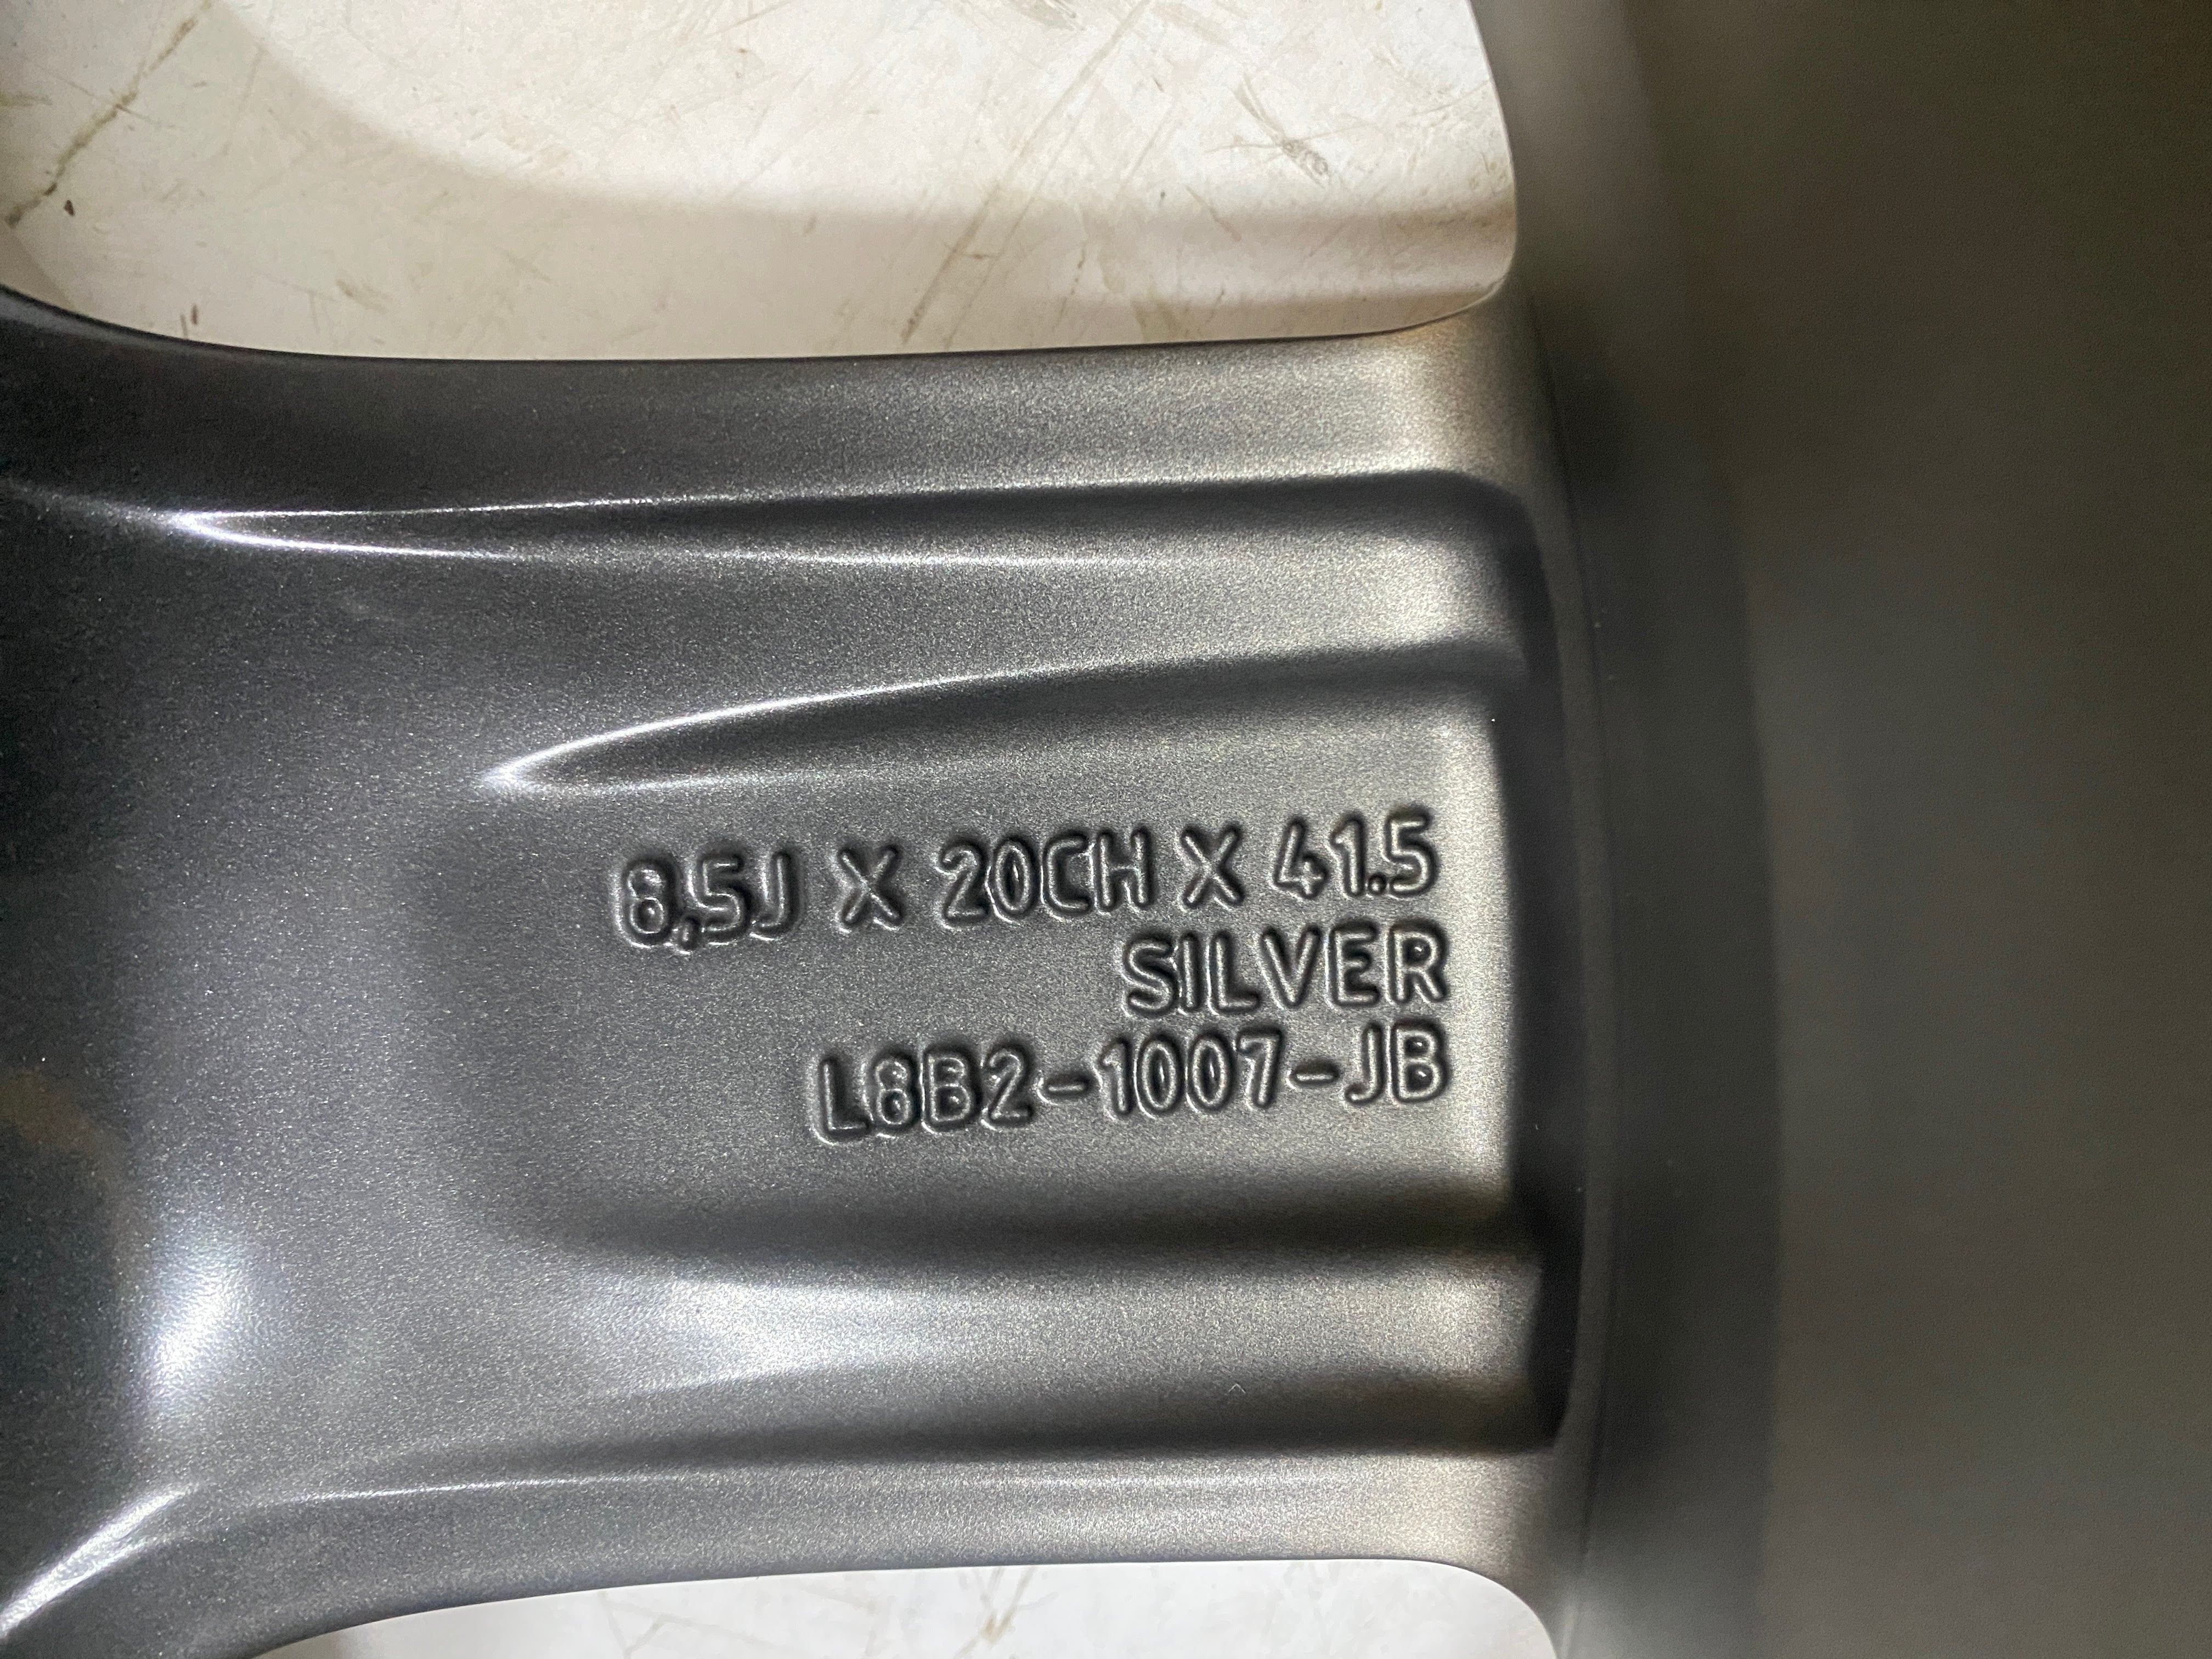 8,5J X 20CH X 41.5
SILVER
L8B2-1007-JB